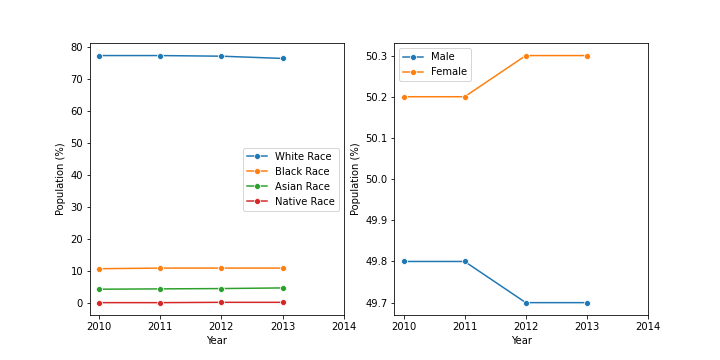 80
70
60
50
40
30
20
10
0
Population (%)
2010 2011 2012 2013 2014
Year
White Race
Black Race
Asian Race
Native Race
50.3
50.2
50.1
50.0
49.9
49.8
49.7
Population (%)
2010 2011 2012 2013 2014
Year
Male
Female